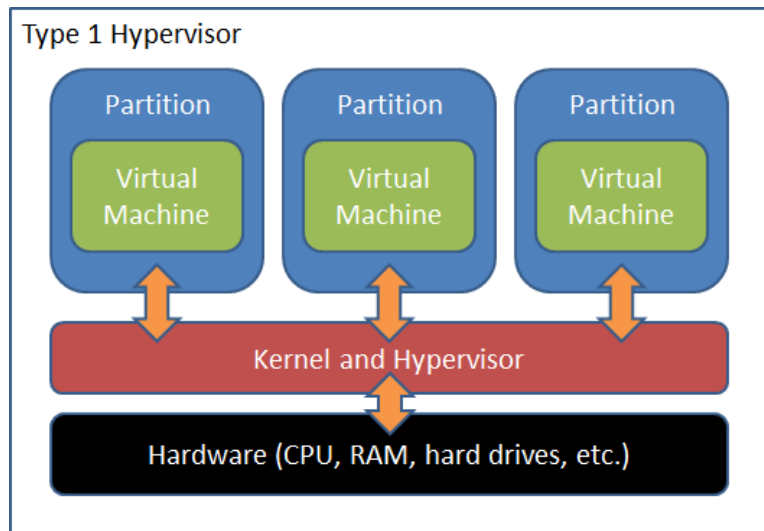 Type 1 Hypervisor
Partition
Virtual
Machine
Partition
Virtual
Machine
Partition
Virtual
Machine
Kernel and Hypervisor
Hardware (CPU, RAM, hard drives, etc.)